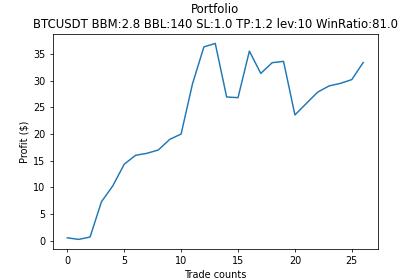 Portfolio
BTCUSDT BBM:2.8 BBL:140 SL:1.0 TP:1.2 lev:10 WinRatio:81.0
35
30
25
20
15
10
5
0
Profit ($)
0 5 10 15 20 25
Trade counts